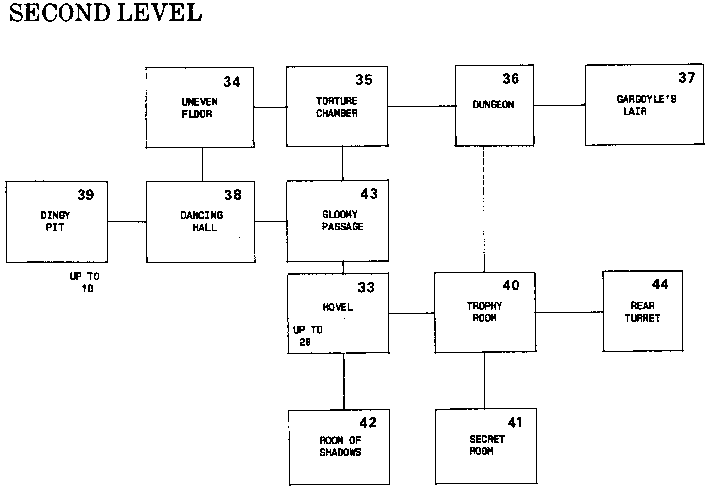 SECOND LEVEL
34
UNEVEN
FLOOR
35
TORTURE
CHAMBER
36
DUNGEON
37
GARGOYLE'S
LAIR
39
DINGY
PIT
UP TO
10
38
DANCING
HALL
43
GLOOMY
PASSAGE
33
HOVEL
UP TO
28
40
TROPHY
ROOM
44
REAR
TURRET
42
ROOM OF
SHADOWS
41
SECRET
ROOM